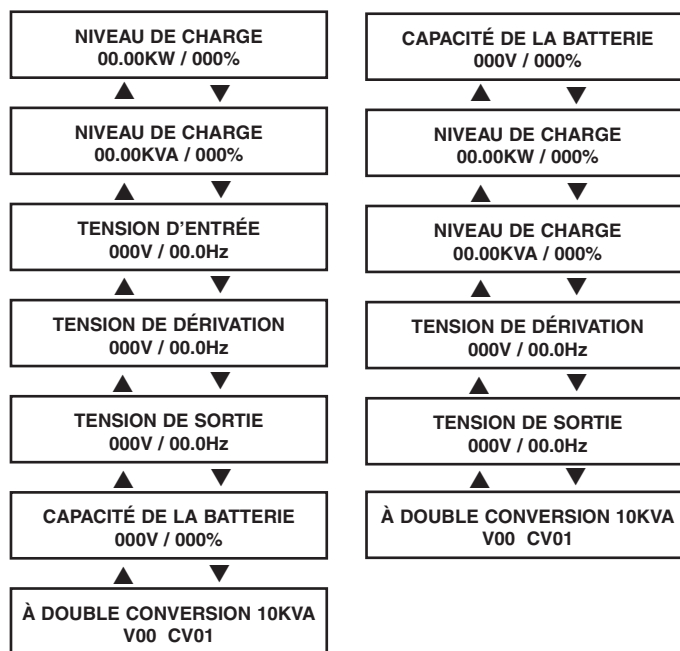 NIVEAU DE CHARGE
00.00KW / 000%
NIVEAU DE CHARGE
00.00KVA / 000%
TENSION D'ENTRÉE
000V / 00.0Hz
TENSION DE DÉRIVATION
000V / 00.0Hz
TENSION DE SORTIE
000V / 00.0Hz
CAPACITÉ DE LA BATTERIE
000V / 000%
À DOUBLE CONVERSION 10KVA
V00 CV01
CAPACITÉ DE LA BATTERIE
000V / 000%
NIVEAU DE CHARGE
00.00KW / 000%
NIVEAU DE CHARGE
00.00KVA / 000%
TENSION DE DÉRIVATION
000V / 00.0Hz
TENSION DE SORTIE
000V / 00.0Hz
À DOUBLE CONVERSION 10KVA
V00 CV01